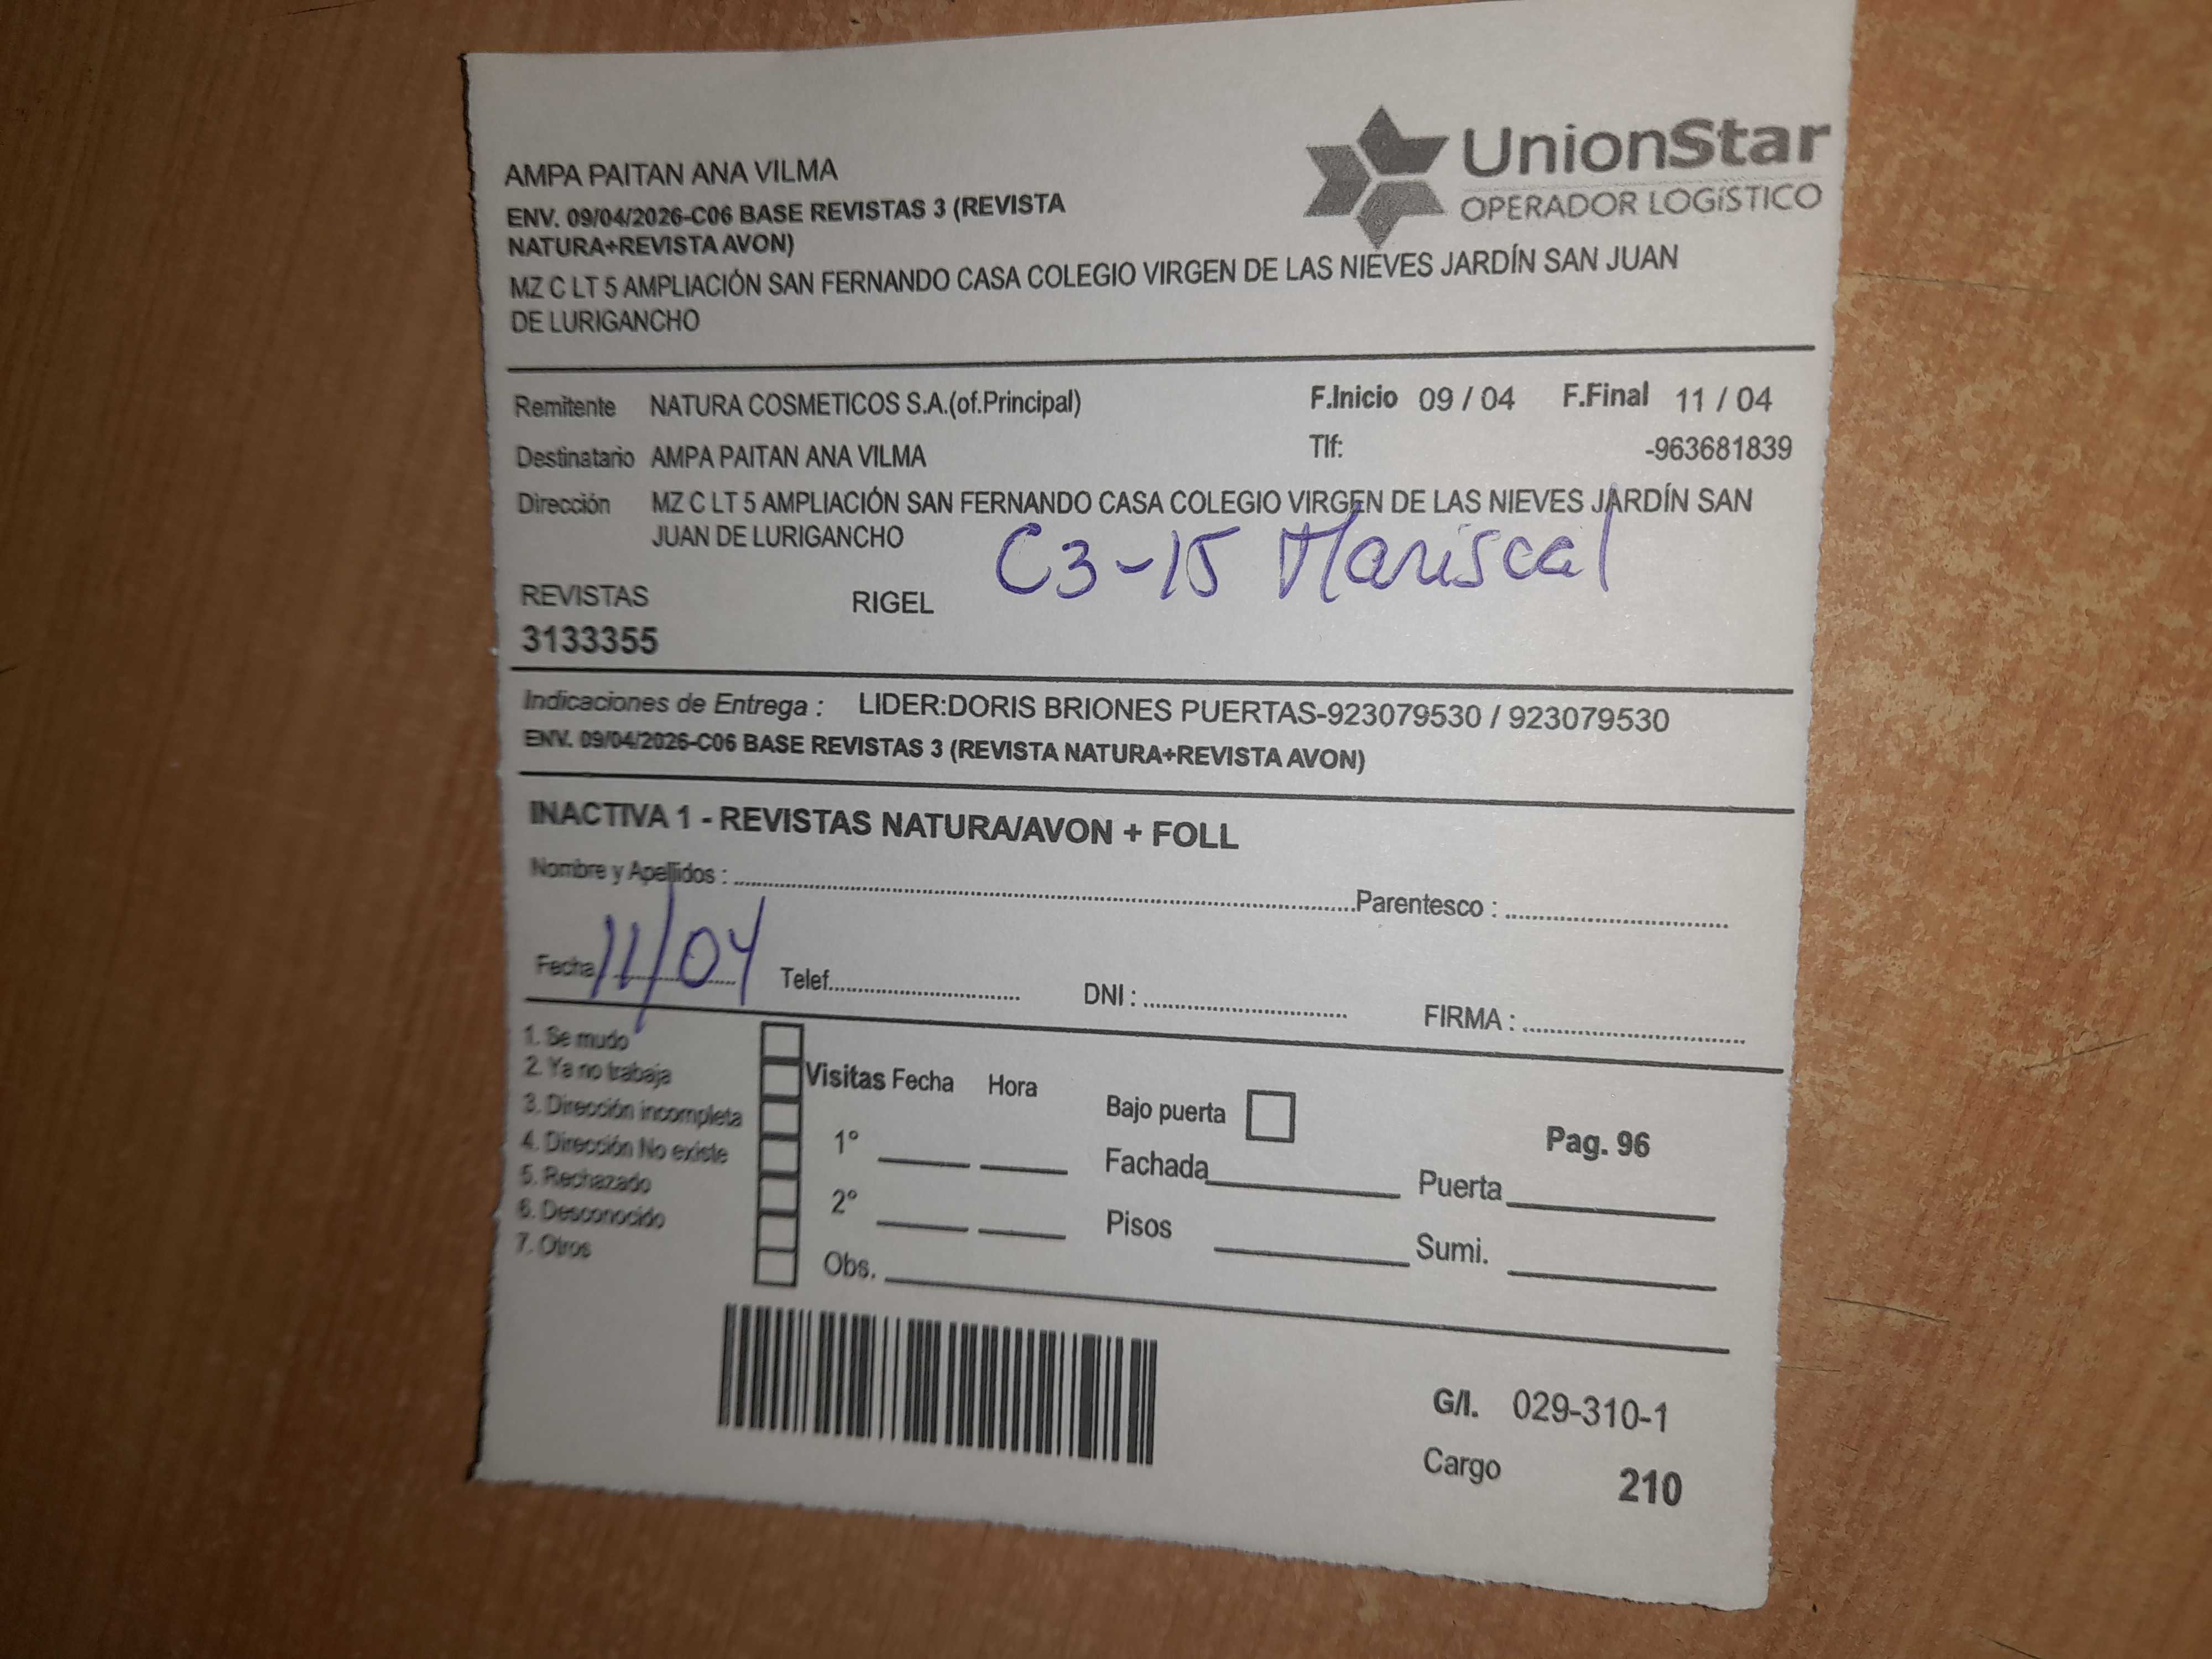 UnionStar
OPERADOR LOGíSTICO
AMPA PAITAN ANA VILMA
ENV. 09/04/2026-C06 BASE REVISTAS 3 (REVISTA
NATURA+REVISTA AVON)
MZ C LT 5 AMPLIACIÓN SAN FERNANDO CASA COLEGIO VIRGEN DE LAS NIEVES JARDÍN SAN JUAN
DE LURIGANCHO
Remitente NATURA COSMETICOS S.A.(of.Principal) F.Inicio 09 / 04 F.Final 11 / 04
Destinatario AMPA PAITAN ANA VILMA Tlf: -963681839
Dirección MZ C LT 5 AMPLIACIÓN SAN FERNANDO CASA COLEGIO VIRGEN DE LAS NIEVES JARDÍN SAN
JUAN DE LURIGANCHO
C3-15 Mariscal
REVISTAS RIGEL
3133355
Indicaciones de Entrega : LIDER:DORIS BRIONES PUERTAS-923079530 / 923079530
ENV. 09/04/2026-C06 BASE REVISTAS 3 (REVISTA NATURA+REVISTA AVON)
INACTIVA 1 - REVISTAS NATURA/AVON + FOLL
Nombre y Apellidos : Parentesco :
Fecha 11/04 Telef. DNI : FIRMA :
1. Se mudo
2. Ya no trabaja
3. Dirección incompleta
4. Dirección No existe
5. Rechazado
6. Desconocido
7. Otros
Visitas Fecha Hora
1°
2°
Obs.
Bajo puerta
Fachada
Pisos
Pag. 96
Puerta
Sumi.
G/I. 029-310-1
Cargo 210